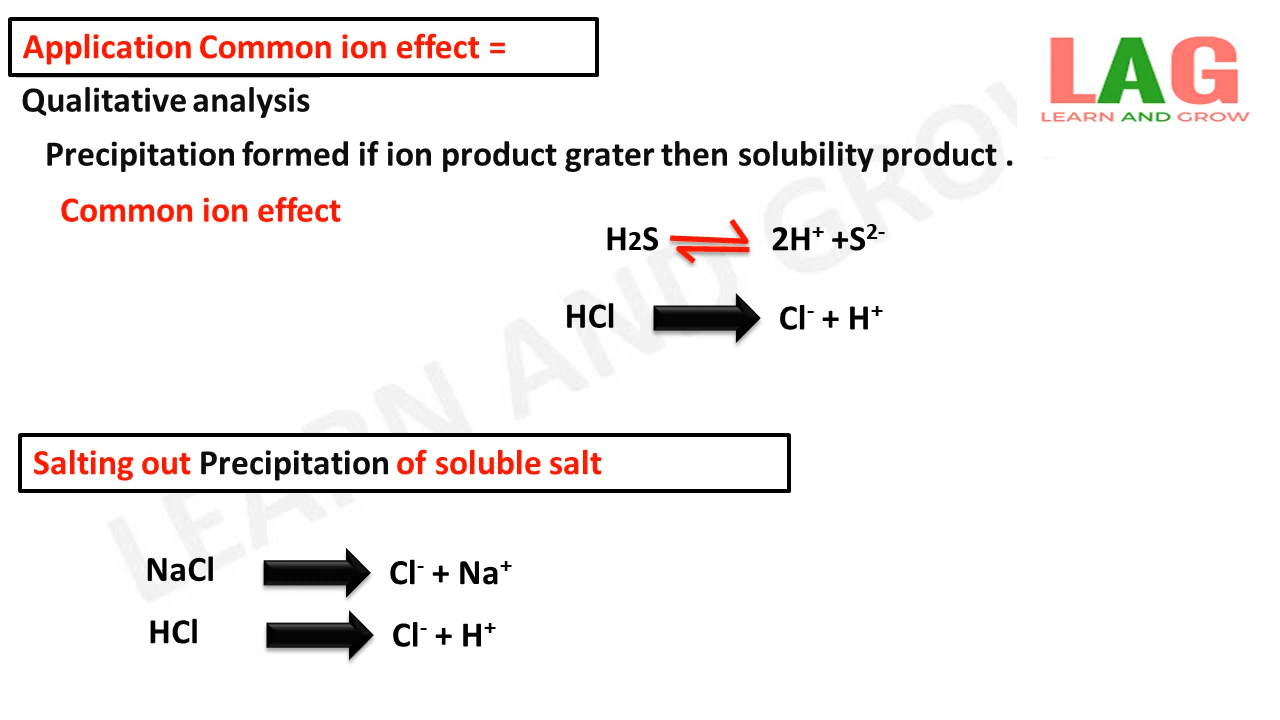 Application Common ion effect =
LAG
LEARN AND GROW
Qualitative analysis
Precipitation formed if ion product grater then solubility product .
Common ion effect
H2S ⇌ 2H⁺ +S²⁻
HCl → Cl⁻ + H⁺
Salting out Precipitation of soluble salt
NaCl → Cl⁻ + Na⁺
HCl → Cl⁻ + H⁺
LEARN AND GROW